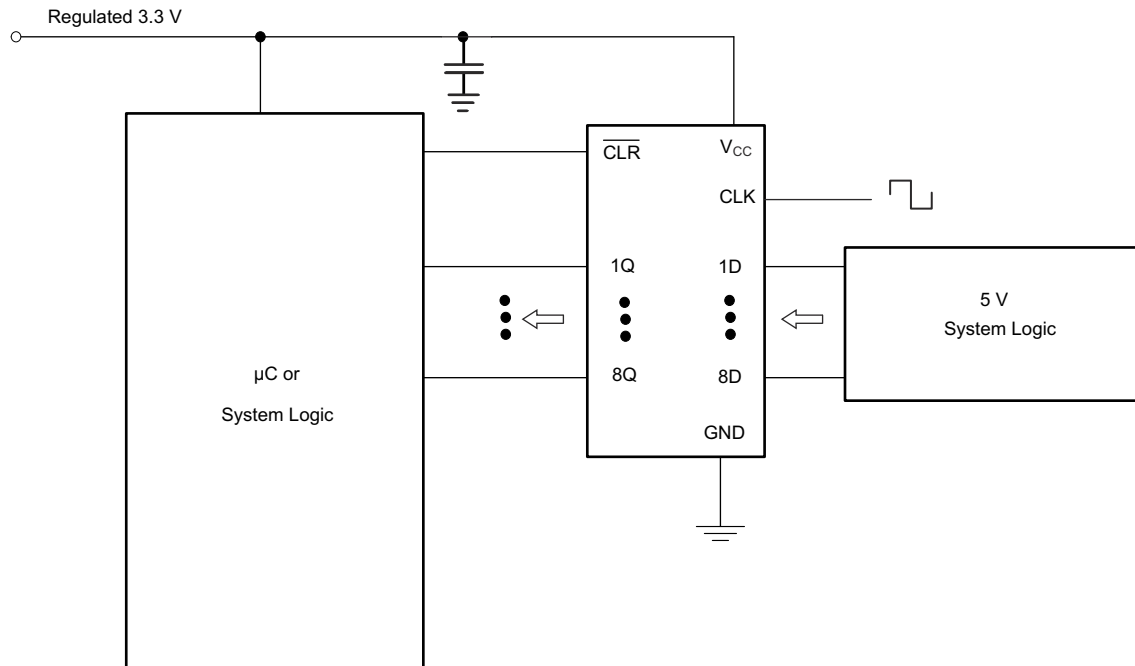 Regulated 3.3 V
CLR
VCC
CLK
1Q
1D
5 V
System Logic
µC or
System Logic
8Q
8D
GND